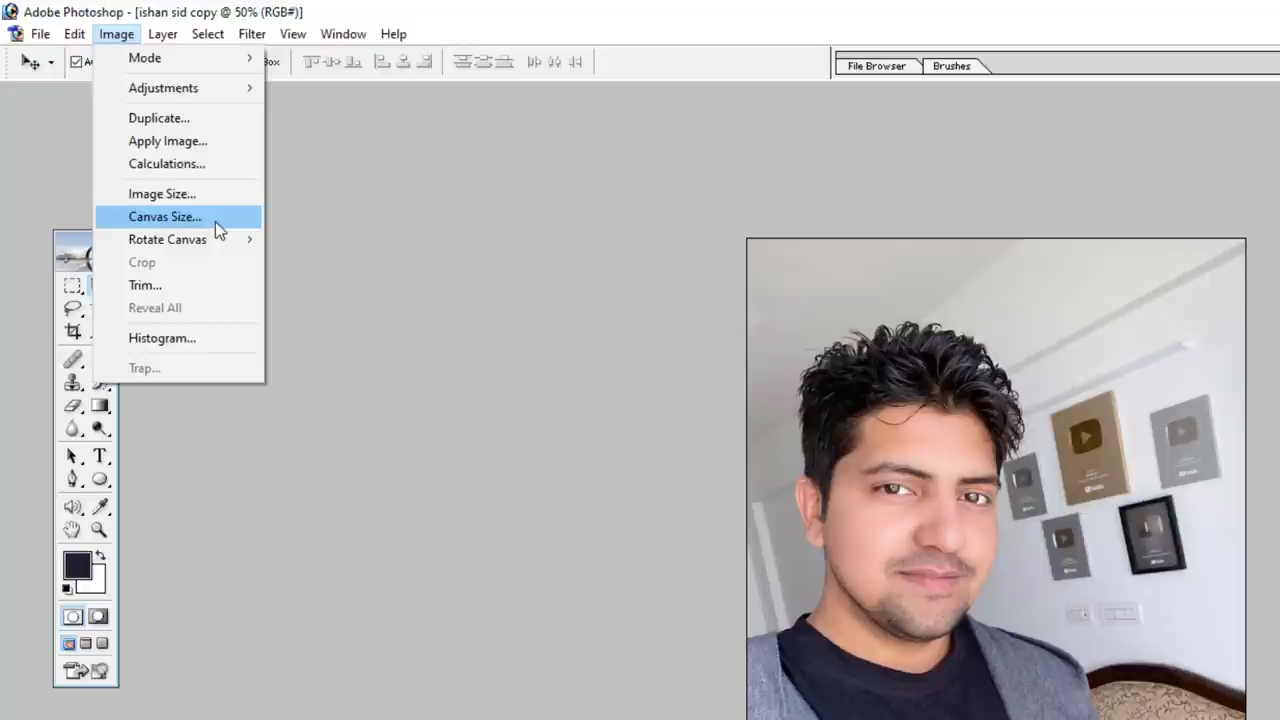 Adobe Photoshop - [ishan sid copy @ 50% (RGB#)]
File Edit Image Layer Select Filter View Window Help
Mode
File Browser
Brushes
Adjustments
Duplicate...
Apply Image...
Calculations...
Image Size...
Canvas Size...
Rotate Canvas
Crop
Trim...
Reveal All
Histogram...
Trap...
T